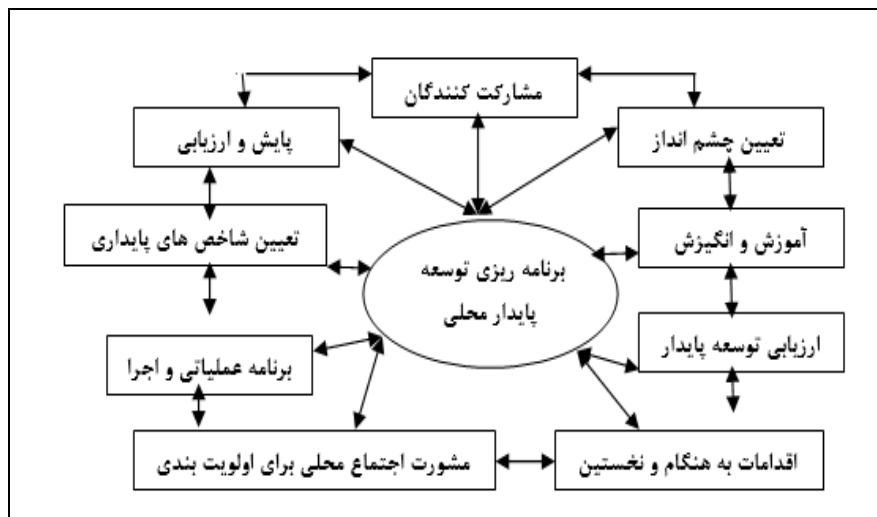 مشارکت کنندگان
تعیین چشم انداز
پایش و ارزیابی
آموزش و انگیزش
تعیین شاخص های پایداری
برنامه ریزی توسعه
پایدار محلی
ارزیابی توسعه پایدار
برنامه عملیاتی و اجرا
اقدامات به هنگام و نخستین
مشورت اجتماع محلی برای اولویت بندی